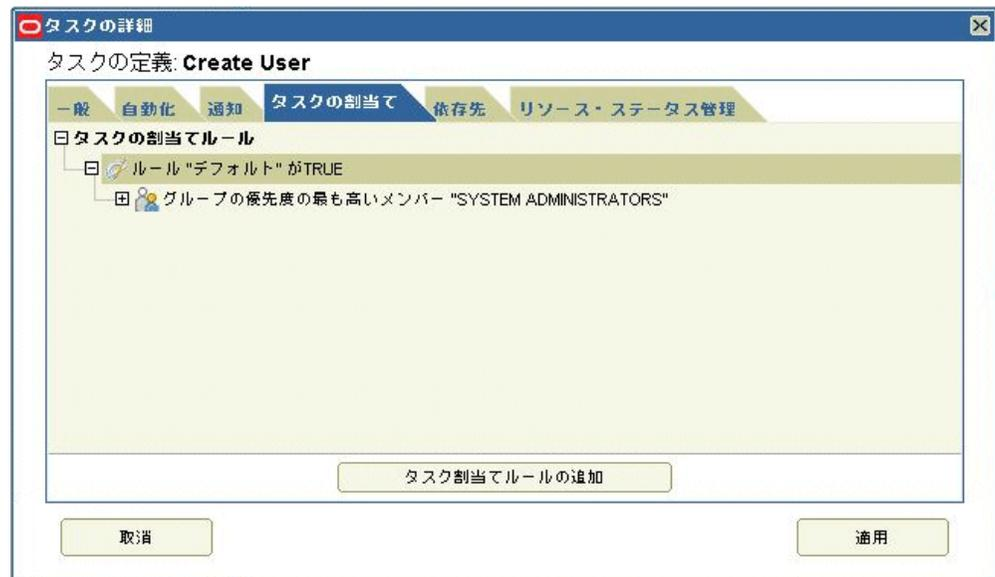 タスクの詳細
タスクの定義: Create User
一般 自動化 通知 タスクの割当て 依存先 リソース・ステータス管理
タスクの割当てルール
ルール "デフォルト" がTRUE
グループの優先度の最も高いメンバー "SYSTEM ADMINISTRATORS"
タスク割当てルールの追加
取消 適用